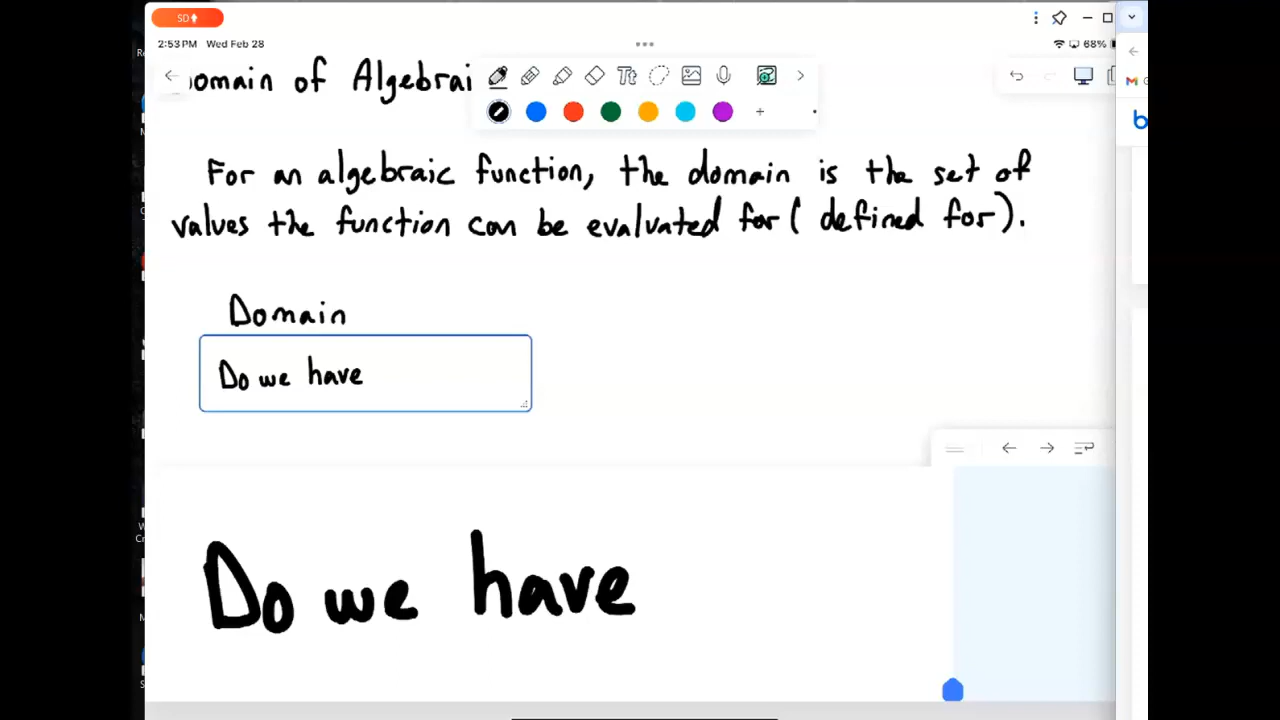 SD
2:53 PM Wed Feb 28
68%
omain of Algebrai
For an algebraic function, the domain is the set of
values the function can be evaluated for ( defined for ).
Domain
Do we have
Do we have